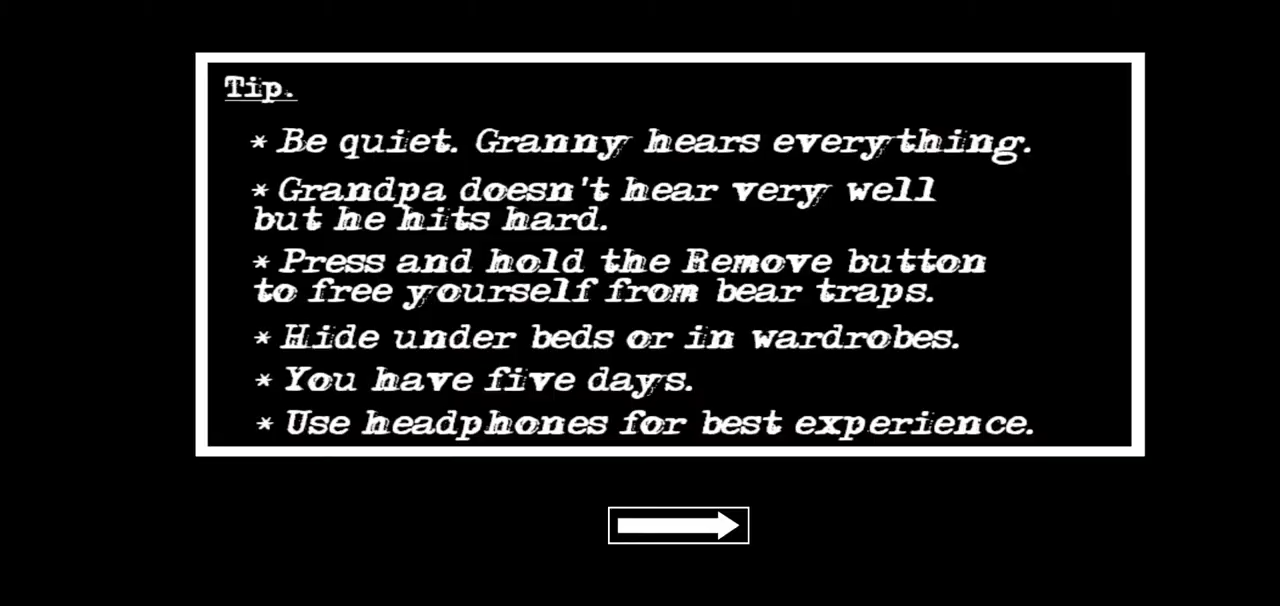 Tip.
* Be quiet. Granny hears everything.
* Grandpa doesn't hear very well
but he hits hard.
* Press and hold the Remove button
to free yourself from bear traps.
* Hide under beds or in wardrobes.
* You have five days.
* Use headphones for best experience.